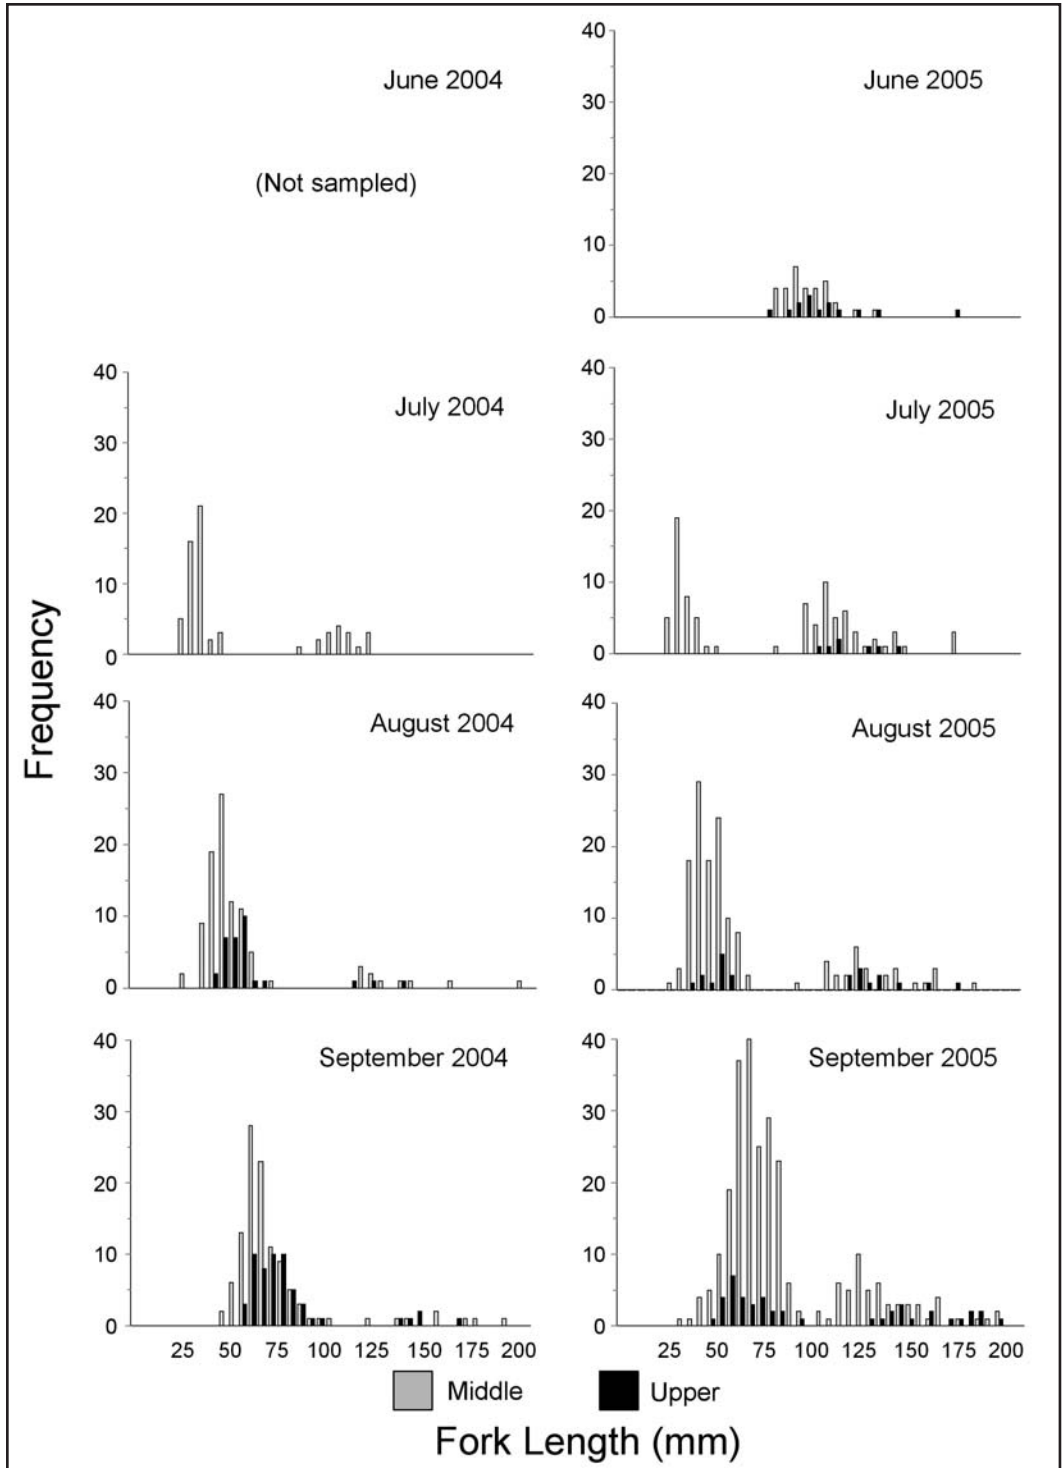 June 2004
(Not sampled)
40
30
20
10
0
June 2005
40
30
20
10
0
July 2004
40
30
20
10
0
July 2005
Frequency
40
30
20
10
0
August 2004
40
30
20
10
0
August 2005
40
30
20
10
0
September 2004
25 50 75 100 125 150 175 200
40
30
20
10
0
September 2005
25 50 75 100 125 150 175 200
Middle Upper
Fork Length (mm)